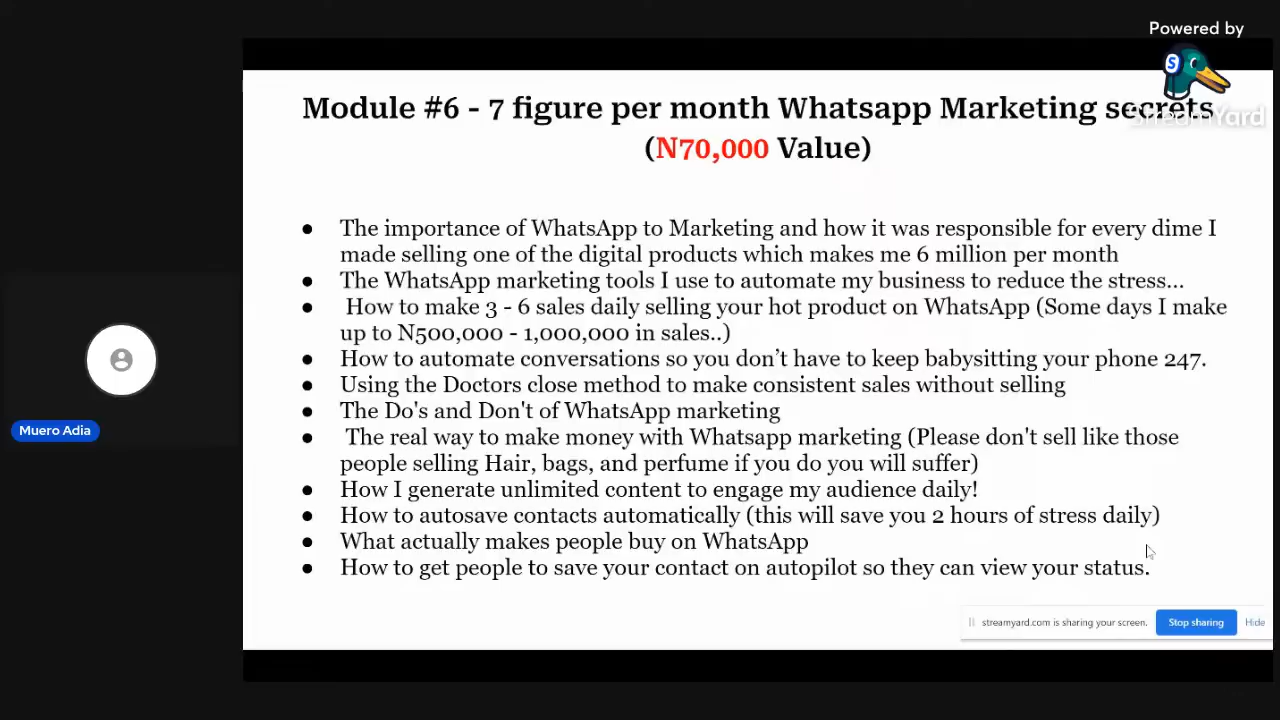 Powered by
StreamYard
Module #6 - 7 figure per month Whatsapp Marketing secrets
(N70,000 Value)
● The importance of WhatsApp to Marketing and how it was responsible for every dime I
made selling one of the digital products which makes me 6 million per month
● The WhatsApp marketing tools I use to automate my business to reduce the stress...
● How to make 3 - 6 sales daily selling your hot product on WhatsApp (Some days I make
up to N500,000 - 1,000,000 in sales..)
● How to automate conversations so you don’t have to keep babysitting your phone 247.
● Using the Doctors close method to make consistent sales without selling
● The Do's and Don't of WhatsApp marketing
● The real way to make money with Whatsapp marketing (Please don't sell like those
people selling Hair, bags, and perfume if you do you will suffer)
● How I generate unlimited content to engage my audience daily!
● How to autosave contacts automatically (this will save you 2 hours of stress daily)
● What actually makes people buy on WhatsApp
● How to get people to save your contact on autopilot so they can view your status.
Muero Adia
streamyard.com is sharing your screen. Stop sharing Hide